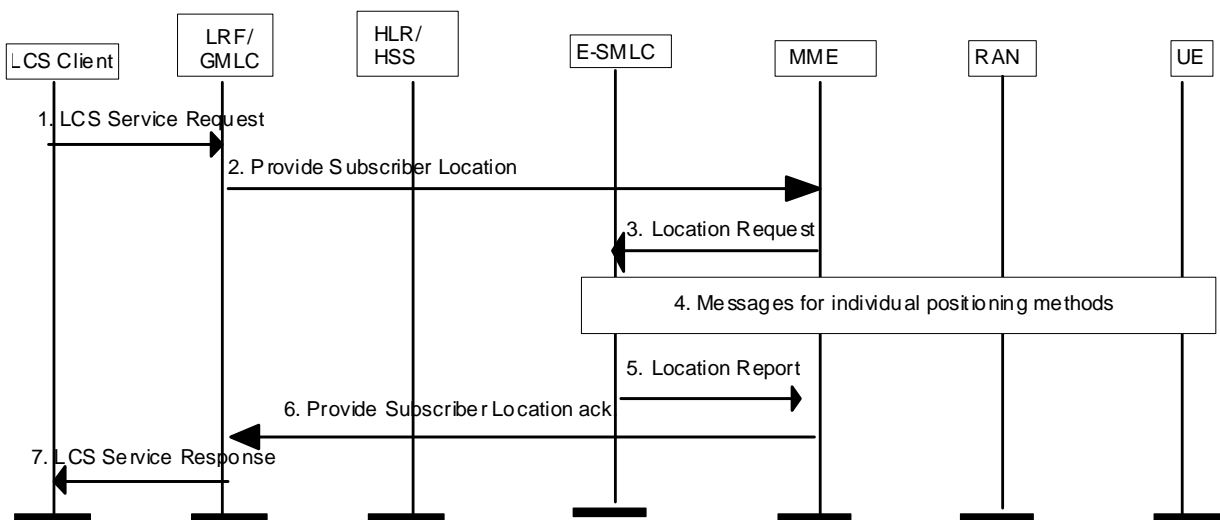 LCS Client
LRF/
GMLC
HLR/
HSS
E-SMLC
MME
RAN
UE
1. LCS Service Request
2. Provide Subscriber Location
3. Location Request
4. Messages for individual positioning methods
5. Location Report
6. Provide Subscriber Location ack.
7. LCS Service Response